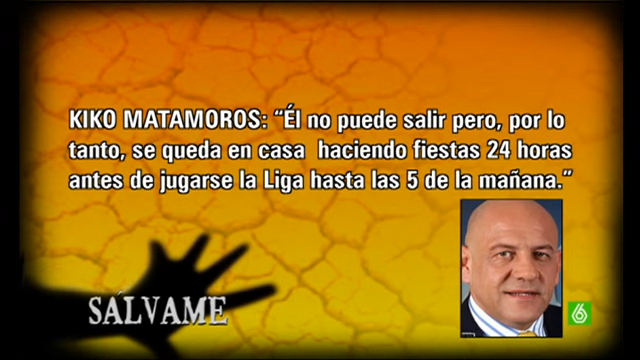 KIKO MATAMOROS: “Él no puede salir pero, por lo
tanto, se queda en casa haciendo fiestas 24 horas
antes de jugarse la Liga hasta las 5 de la mañana.”
SÁLVAME
6